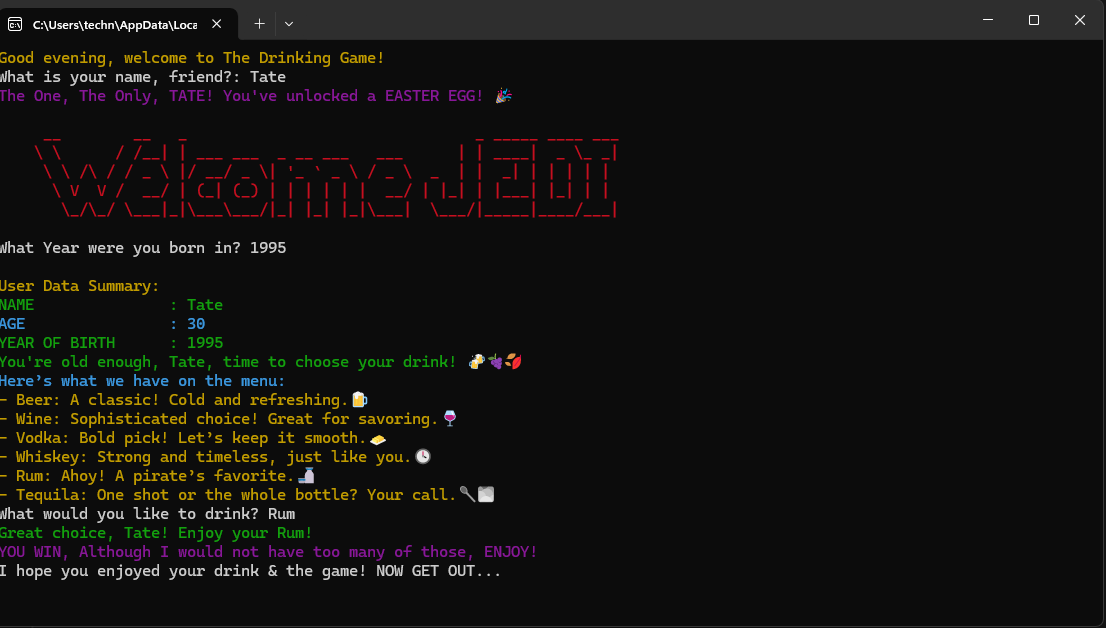 C:\Users\techn\AppData\Loca
Good evening, welcome to The Drinking Game!
What is your name, friend?: Tate
The One, The Only, TATE! You've unlocked a EASTER EGG! 🎉
Welcome JEDI
What Year were you born in? 1995
User Data Summary:
NAME : Tate
AGE : 30
YEAR OF BIRTH : 1995
You're old enough, Tate, time to choose your drink! 🍻🍇🍂
Here’s what we have on the menu:
- Beer: A classic! Cold and refreshing.🍺
- Wine: Sophisticated choice! Great for savoring.🍷
- Vodka: Bold pick! Let’s keep it smooth.
- Whiskey: Strong and timeless, just like you.🕓
- Rum: Ahoy! A pirate’s favorite.
- Tequila: One shot or the whole bottle? Your call.
What would you like to drink? Rum
Great choice, Tate! Enjoy your Rum!
YOU WIN, Although I would not have too many of those, ENJOY!
I hope you enjoyed your drink & the game! NOW GET OUT...